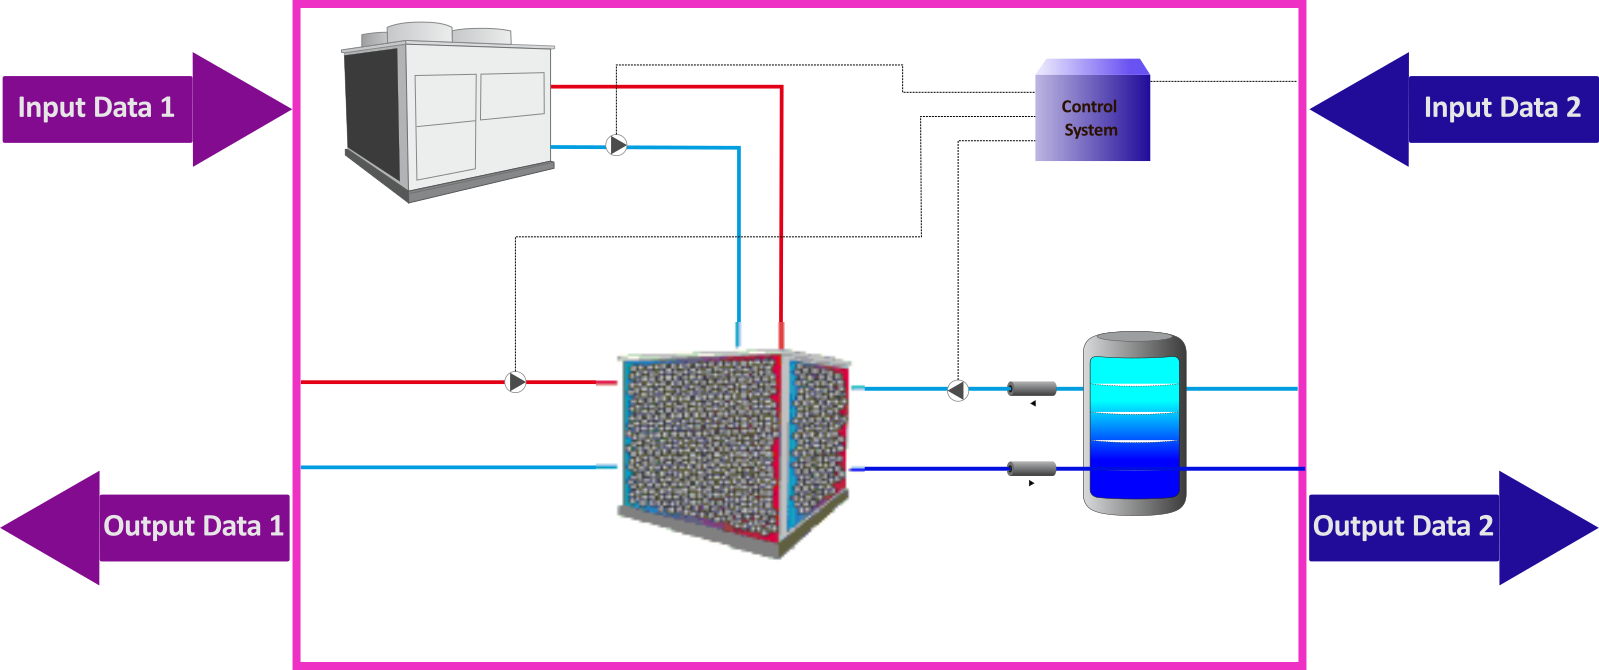 Input Data 1
Control
System
Input Data 2
Output Data 1
Output Data 2